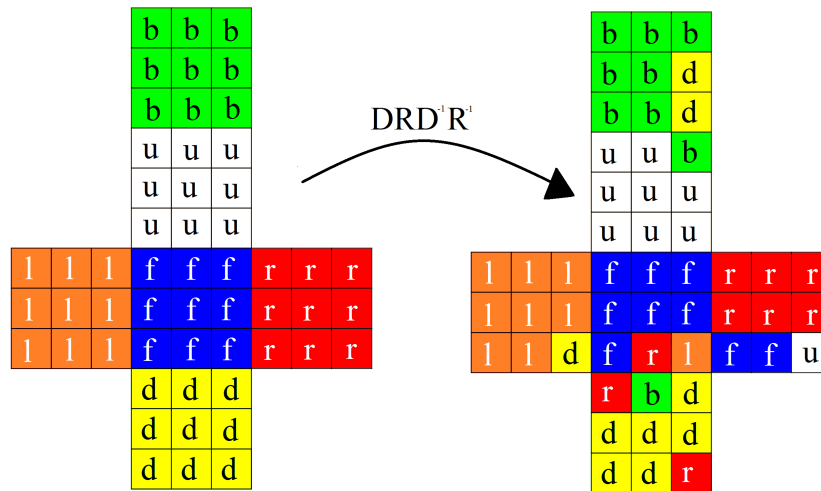 b b b
b b b
b b b
u u u
u u u
u u u
l l l f f f r r r
l l l f f f r r r
l l l f f f r r r
d d d
d d d
d d d
DRD⁻¹R⁻¹
b b b
b b d
b b d
u u b
u u u
u u u
l l l f f f r r r
l l l f f f r r r
l l d f r l f f u
r b d
d d d
d d r